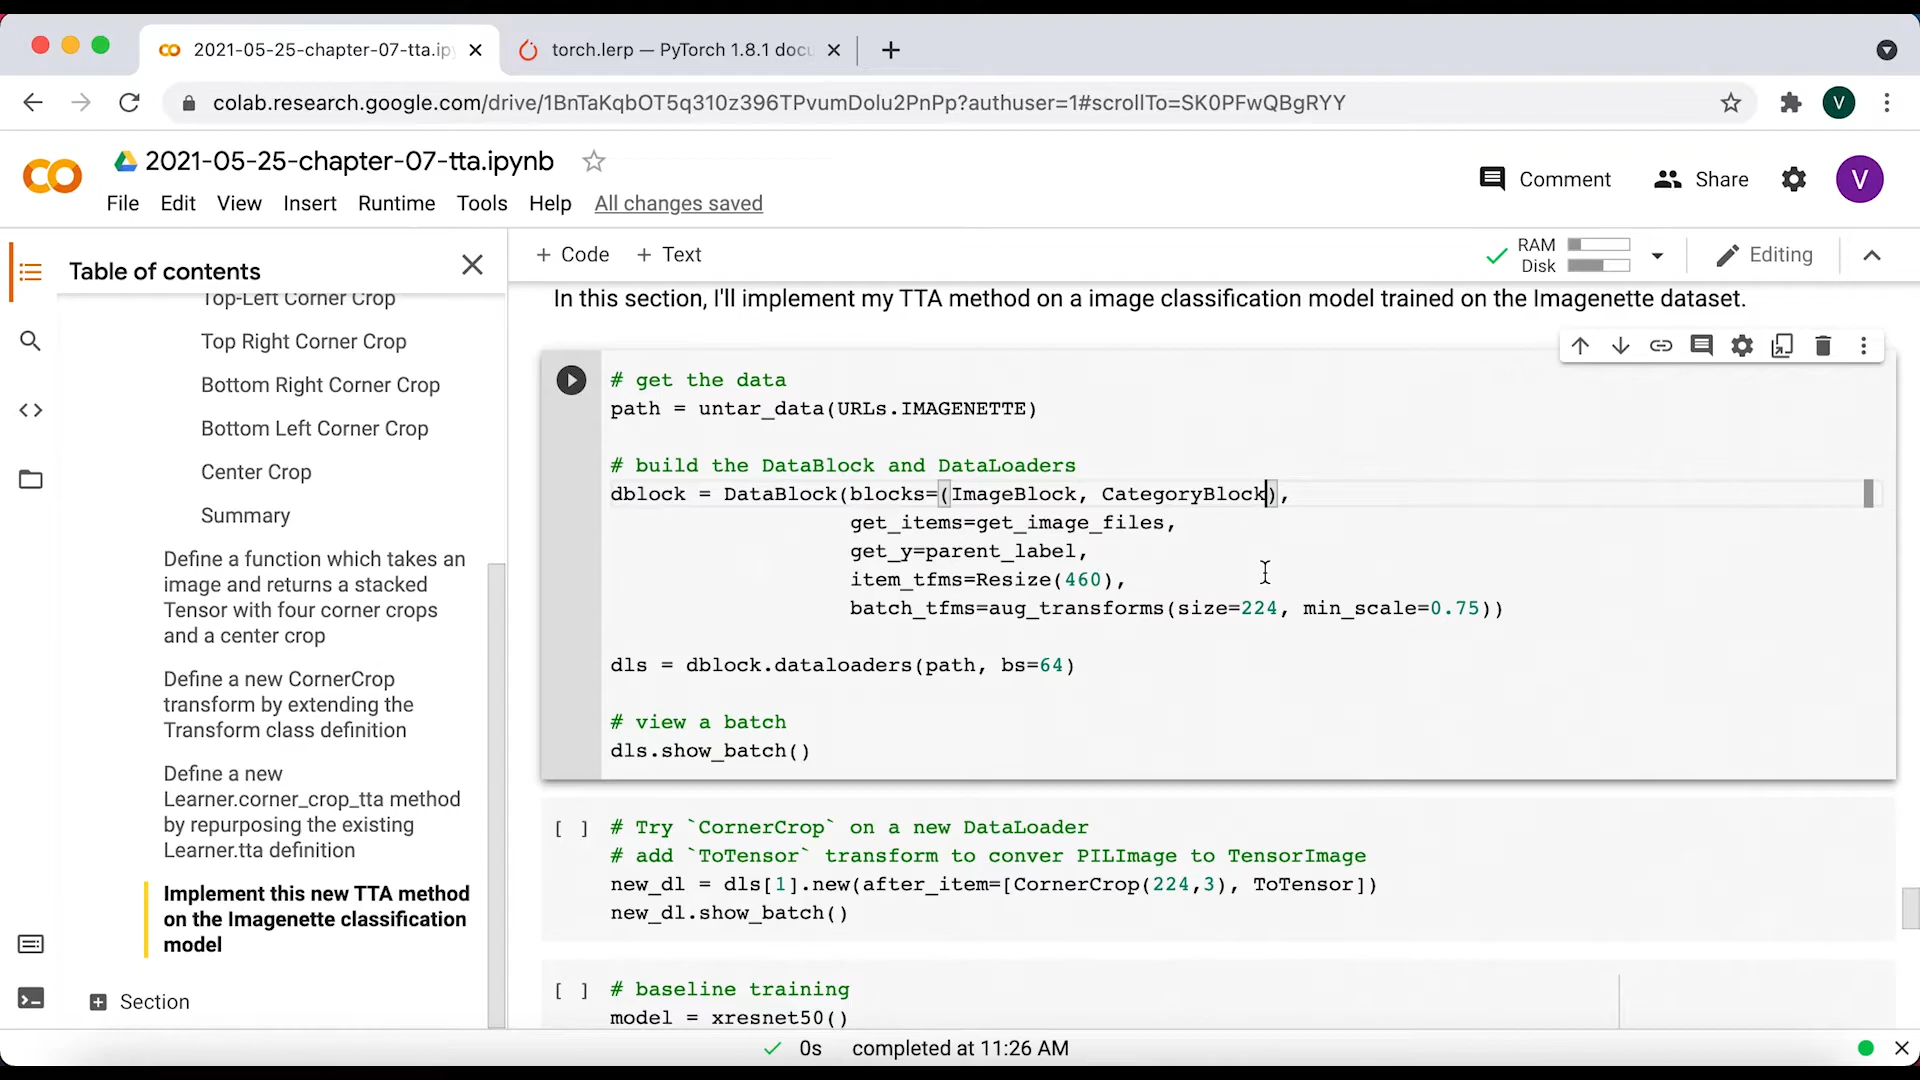 2021-05-25-chapter-07-tta.ip
torch.lerp — PyTorch 1.8.1 docu
colab.research.google.com/drive/1BnTaKqbOT5q310z396TPvumDolu2PnPp?authuser=1#scrollTo=SK0PFwQBgRYY
V
2021-05-25-chapter-07-tta.ipynb
File Edit View Insert Runtime Tools Help All changes saved
Comment Share V
Table of contents
Top-Left Corner Crop
Top Right Corner Crop
Bottom Right Corner Crop
Bottom Left Corner Crop
Center Crop
Summary
Define a function which takes an
image and returns a stacked
Tensor with four corner crops
and a center crop
Define a new CornerCrop
transform by extending the
Transform class definition
Define a new
Learner.corner_crop_tta method
by repurposing the existing
Learner.tta definition
Implement this new TTA method
on the Imagenette classification
model
Section
+ Code + Text
RAM
Disk
Editing
In this section, I'll implement my TTA method on a image classification model trained on the Imagenette dataset.
# get the data
path = untar_data(URLs.IMAGENETTE)
# build the DataBlock and DataLoaders
dblock = DataBlock(blocks=(ImageBlock, CategoryBlock),
get_items=get_image_files,
get_y=parent_label,
item_tfms=Resize(460),
batch_tfms=aug_transforms(size=224, min_scale=0.75))
dls = dblock.dataloaders(path, bs=64)
# view a batch
dls.show_batch()
[ ] # Try `CornerCrop` on a new DataLoader
# add `ToTensor` transform to conver PILImage to TensorImage
new_dl = dls[1].new(after_item=[CornerCrop(224,3), ToTensor])
new_dl.show_batch()
[ ] # baseline training
model = xresnet50()
0s completed at 11:26 AM